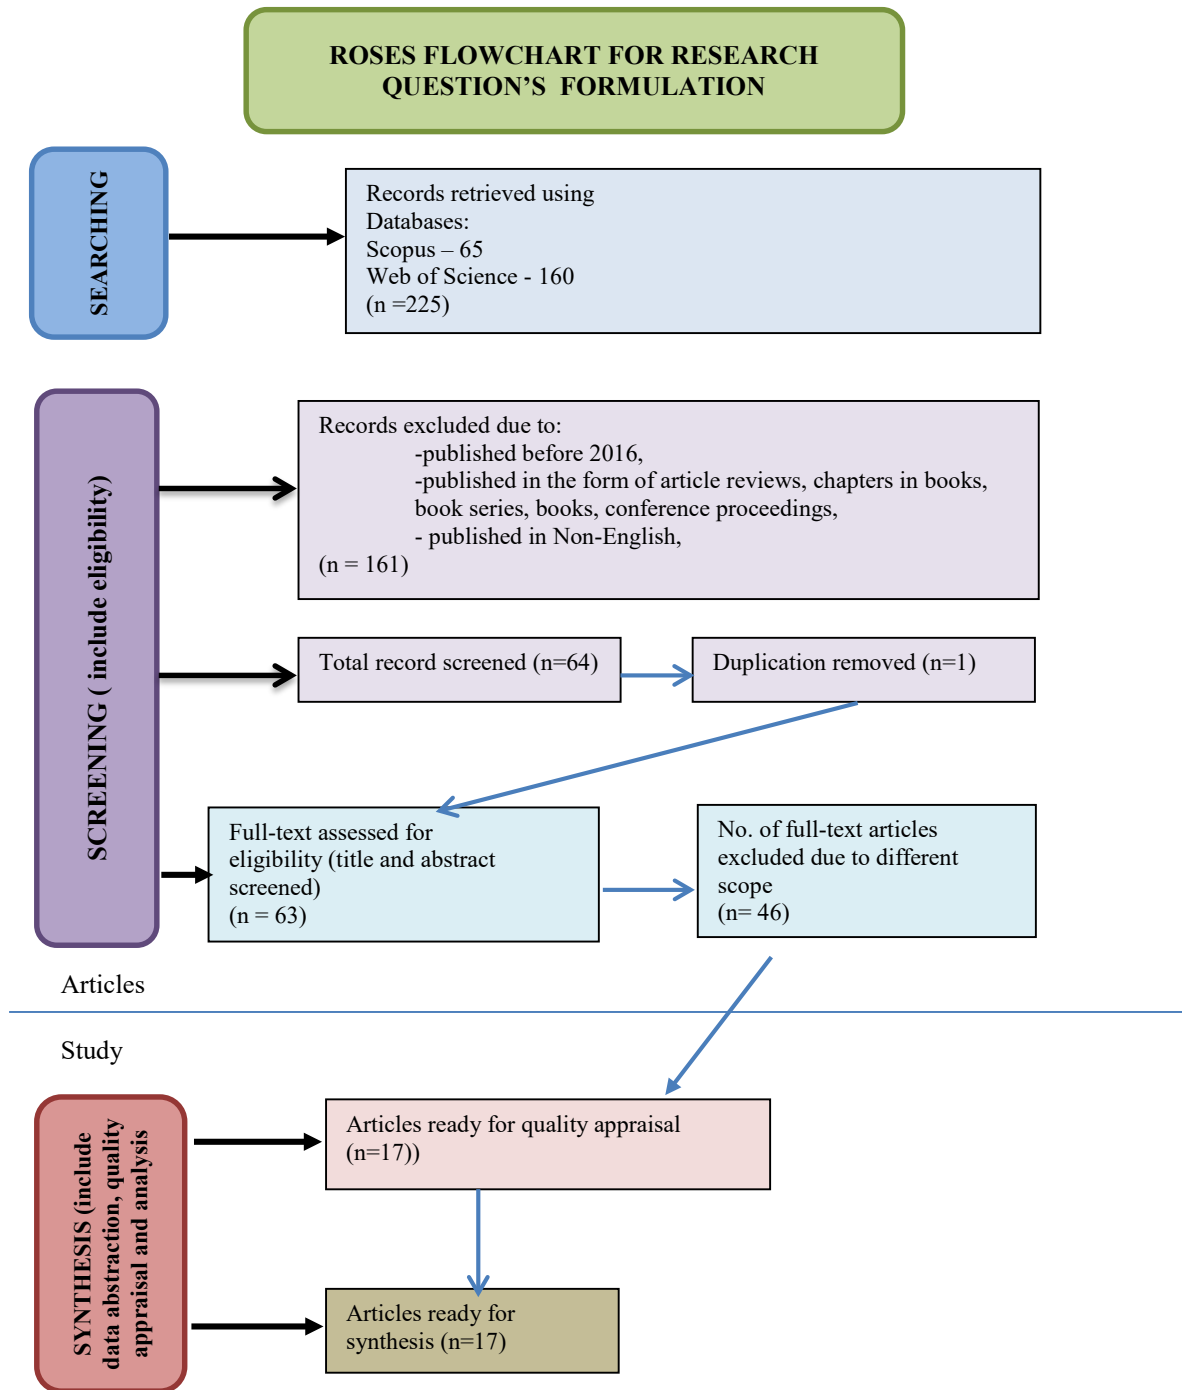 ROSES FLOWCHART FOR RESEARCH
QUESTION’S FORMULATION
SEARCHING
Records retrieved using
Databases:
Scopus – 65
Web of Science - 160
(n =225)
SCREENING ( include eligibility)
Records excluded due to:
-published before 2016,
-published in the form of article reviews, chapters in books,
book series, books, conference proceedings,
- published in Non-English,
(n = 161)
Total record screened (n=64)
Duplication removed (n=1)
Full-text assessed for
eligibility (title and abstract
screened)
(n = 63)
No. of full-text articles
excluded due to different
scope
(n= 46)
Articles
Study
SYNTHESIS (include
data abstraction, quality
appraisal and analysis
Articles ready for quality appraisal
(n=17))
Articles ready for
synthesis (n=17)